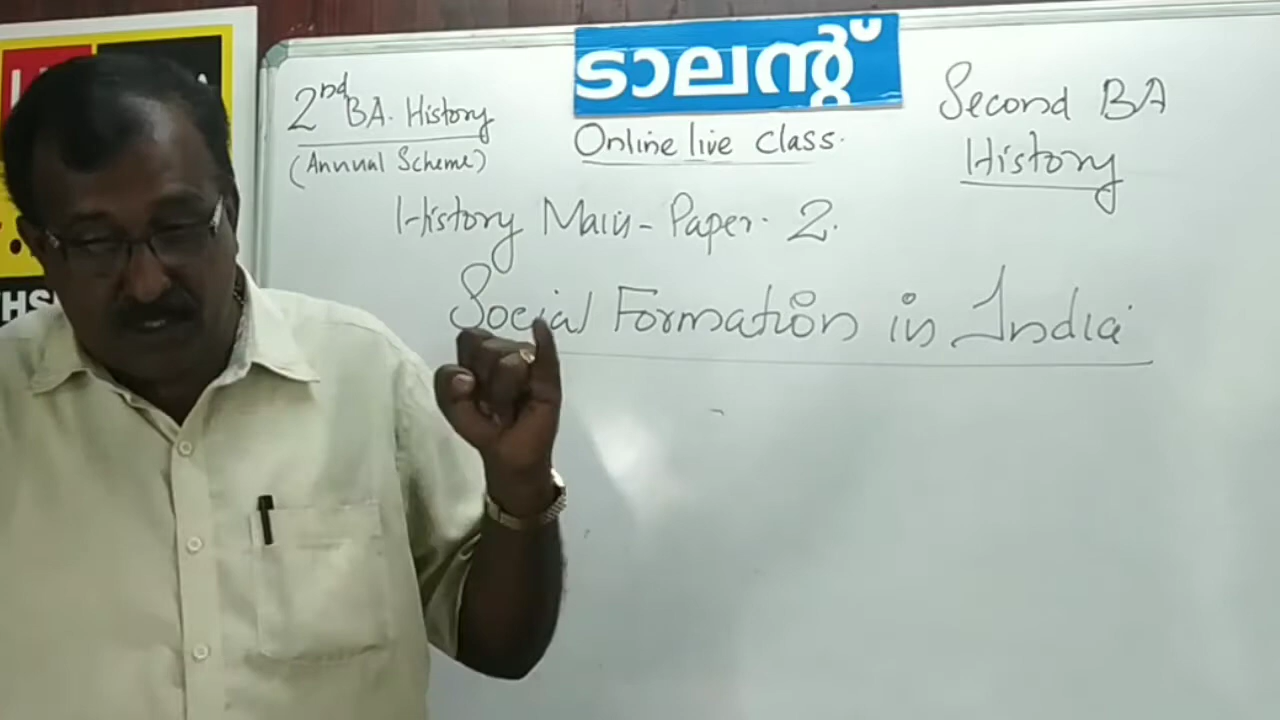 ടാലന്റ്
2nd BA. History
(Annual Scheme)
Online live class.
Second BA
History
History Main - Paper. 2.
Social Formation in India